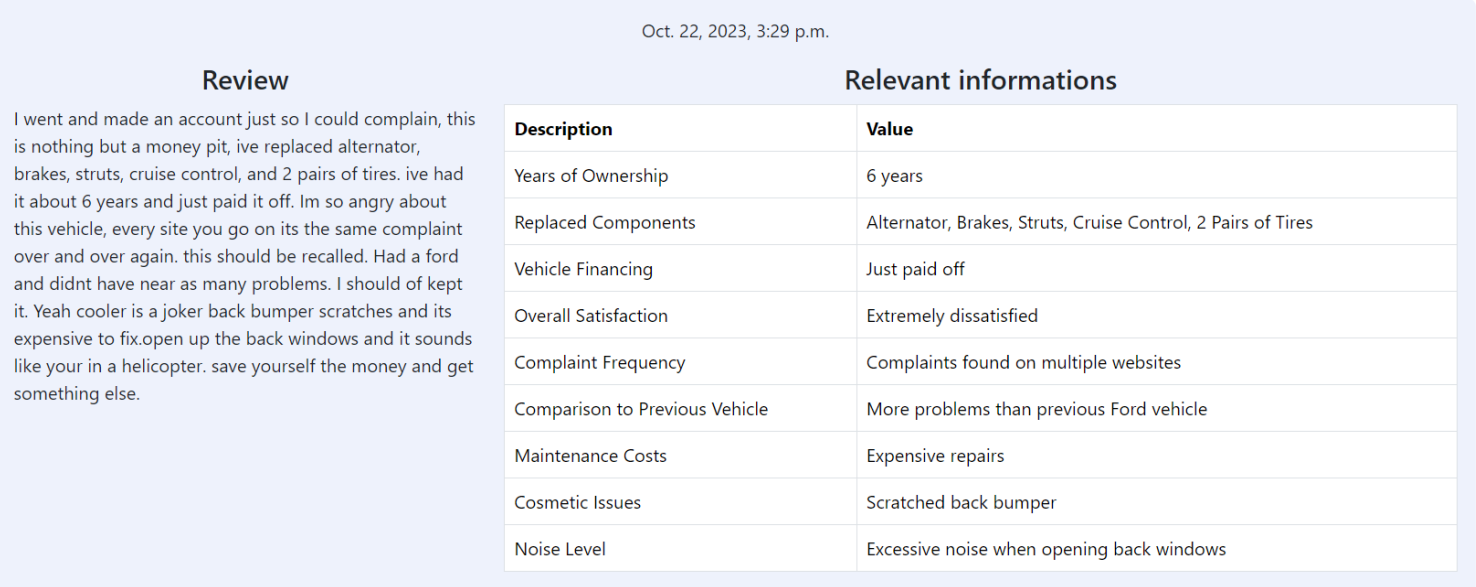 Oct. 22, 2023, 3:29 p.m.
Review
I went and made an account just so I could complain, this
is nothing but a money pit, ive replaced alternator,
brakes, struts, cruise control, and 2 pairs of tires. ive had
it about 6 years and just paid it off. Im so angry about
this vehicle, every site you go on its the same complaint
over and over again. this should be recalled. Had a ford
and didnt have near as many problems. I should of kept
it. Yeah cooler is a joker back bumper scratches and its
expensive to fix.open up the back windows and it sounds
like your in a helicopter. save yourself the money and get
something else.
Relevant informations
Description Value
Years of Ownership 6 years
Replaced Components Alternator, Brakes, Struts, Cruise Control, 2 Pairs of Tires
Vehicle Financing Just paid off
Overall Satisfaction Extremely dissatisfied
Complaint Frequency Complaints found on multiple websites
Comparison to Previous Vehicle More problems than previous Ford vehicle
Maintenance Costs Expensive repairs
Cosmetic Issues Scratched back bumper
Noise Level Excessive noise when opening back windows